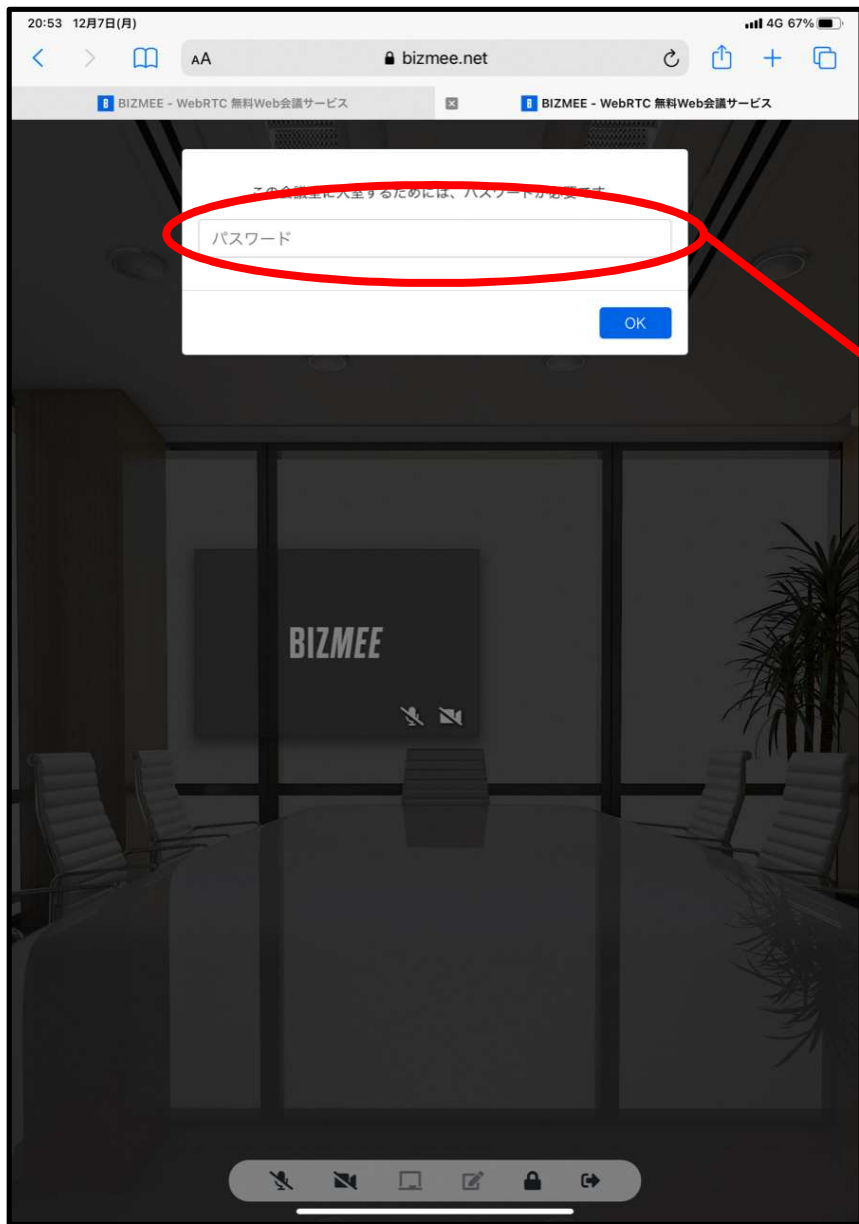 20:53 12月7日(月) 4G 67%
AA bizmee.net
B BIZMEE - WebRTC 無料Web会議サービス B BIZMEE - WebRTC 無料Web会議サービス
この会議室に入室するためには、パスワードが必要です
パスワード
OK
BIZMEE